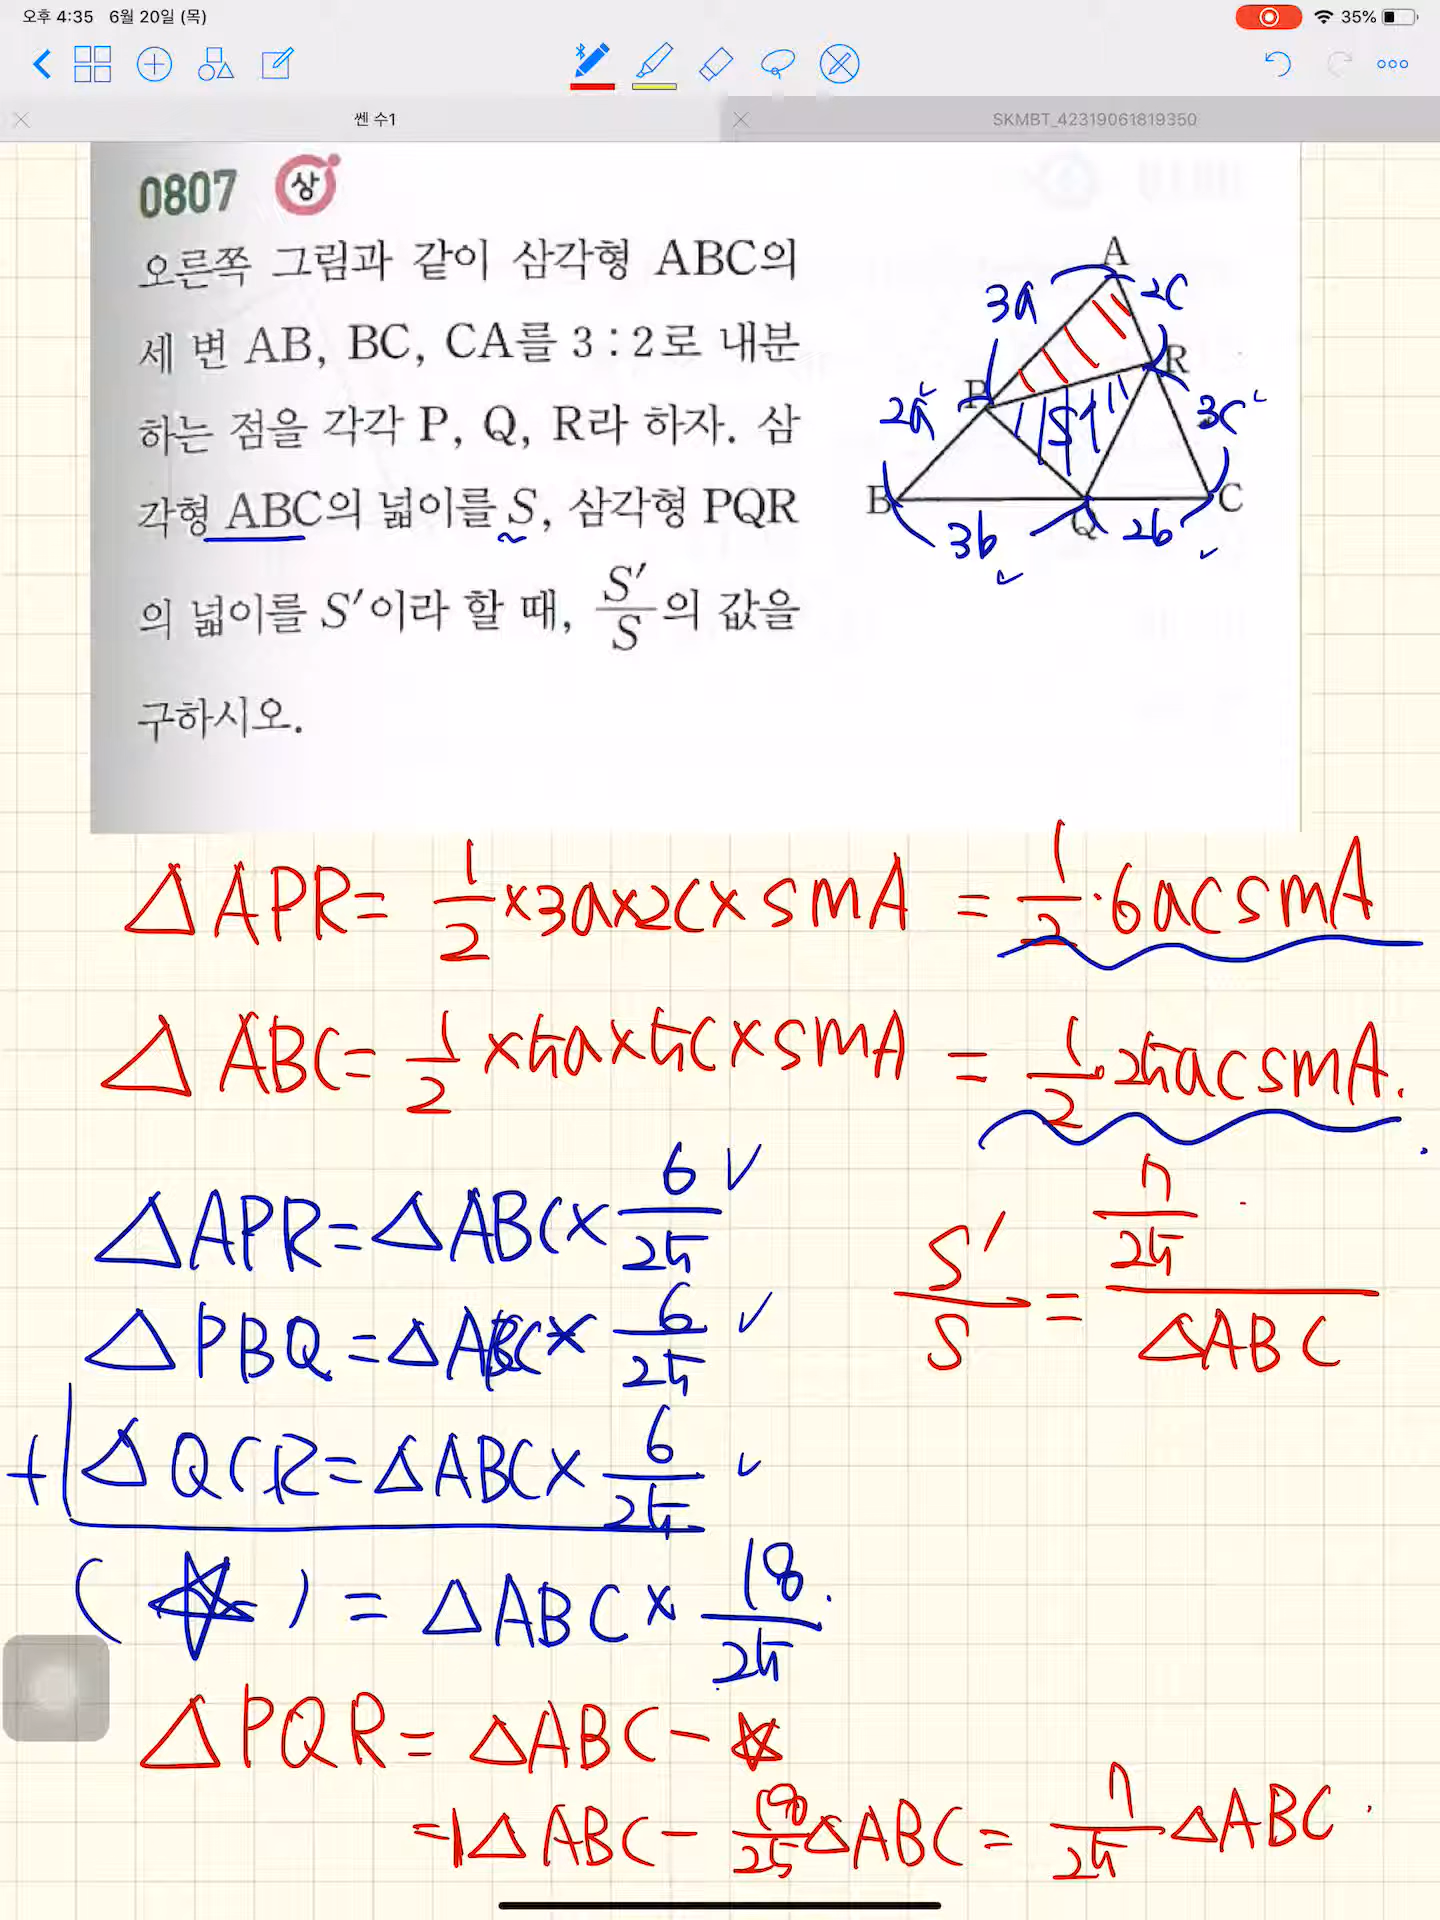 오후 4:35 6월 20일 (목) 35%
쎈 수1 SKMBT_42319061819350
0807 상
오른쪽 그림과 같이 삼각형 ABC의
세 변 AB, BC, CA를 3 : 2로 내분
하는 점을 각각 P, Q, R라 하자. 삼
각형 ABC의 넓이를 S, 삼각형 PQR
의 넓이를 S′이라 할 때, S′/S의 값을
구하시오.
A
3a 2c
R
P
2a S' 3c
B Q C
3b 2b
△APR = 1/2 × 3a × 2c × sinA = 1/2 · 6ac sinA
△ABC = 1/2 × 5a × 5c × sinA = 1/2 · 25ac sinA.
△APR = △ABC × 6/25 ✓
△PBQ = △ABC × 6/25 ✓
+ △QCR = △ABC × 6/25 ✓
S'/S = 7/25 / △ABC
( ☆ ) = △ABC × 18/25
△PQR = △ABC − ☆
= 1△ABC − 18/25 △ABC = 7/25 △ABC